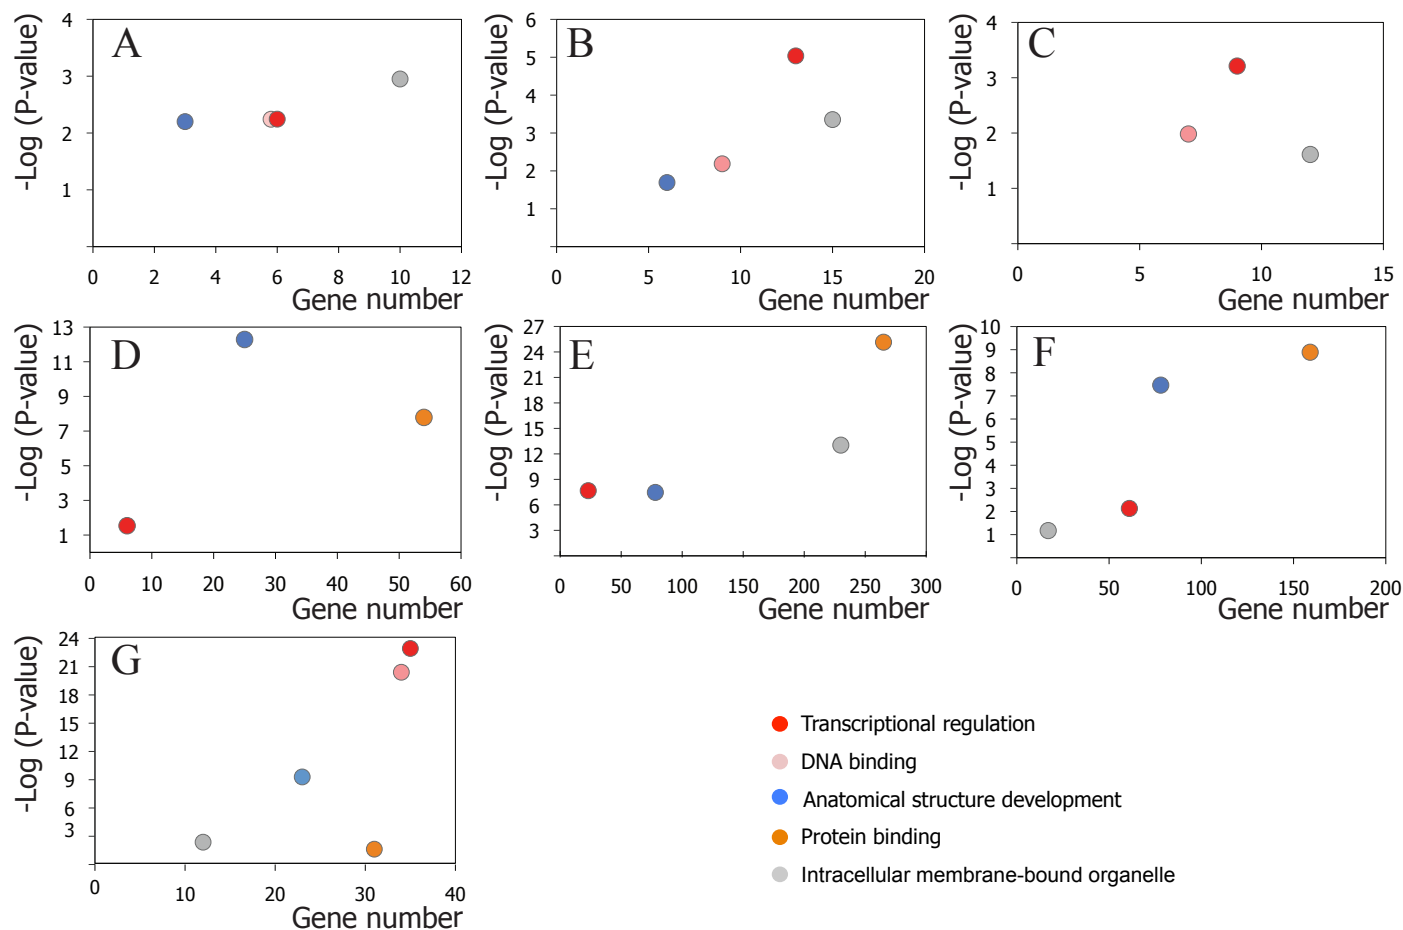 A
-Log (P-value)
4
3
2
1
0 2 4 6 8 10 12
Gene number
B
-Log (P-value)
6
5
4
3
2
1
0 5 10 15 20
Gene number
C
-Log (P-value)
4
3
2
1
0 5 10 15
Gene number
D
-Log (P-value)
13
11
9
7
5
3
1
0 10 20 30 40 50 60
Gene number
E
-Log (P-value)
27
24
21
18
15
12
9
6
3
0 50 100 150 200 250 300
Gene number
F
-Log (P-value)
10
9
8
7
6
5
4
3
2
1
0 50 100 150 200
Gene number
G
-Log (P-value)
24
21
18
15
12
9
6
3
0 10 20 30 40
Gene number
Transcriptional regulation
DNA binding
Anatomical structure development
Protein binding
Intracellular membrane-bound organelle